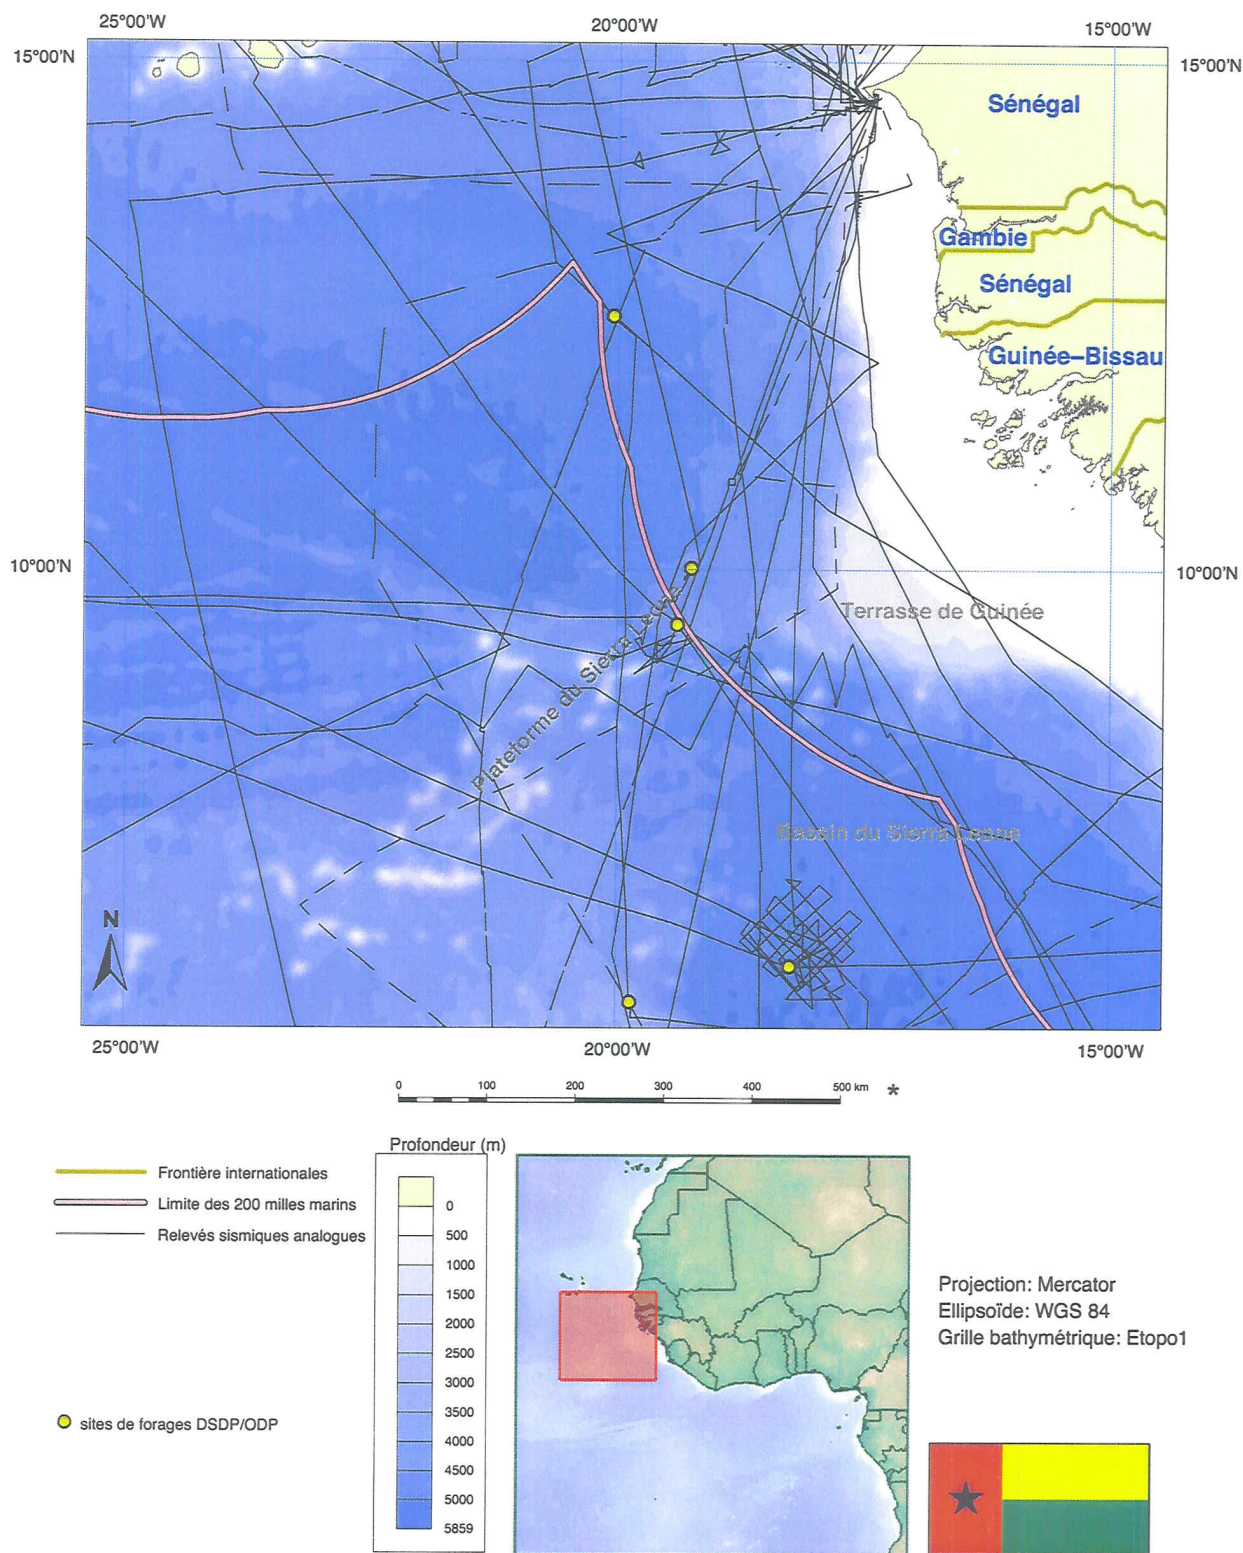 25°00'W 20°00'W 15°00'W
15°00'N 15°00'N
Sénégal
Gambie
Sénégal
Guinée–Bissau
10°00'N 10°00'N
Terrasse de Guinée
Plateforme du Sierra Leone
Bassin du Sierra Leone
N
25°00'W 20°00'W 15°00'W
0 100 200 300 400 500 km *
Profondeur (m)
Frontière internationales
Limite des 200 milles marins
Relevés sismiques analogues
sites de forages DSDP/ODP
0
500
1000
1500
2000
2500
3000
3500
4000
4500
5000
5859
Projection: Mercator
Ellipsoïde: WGS 84
Grille bathymétrique: Etopo1